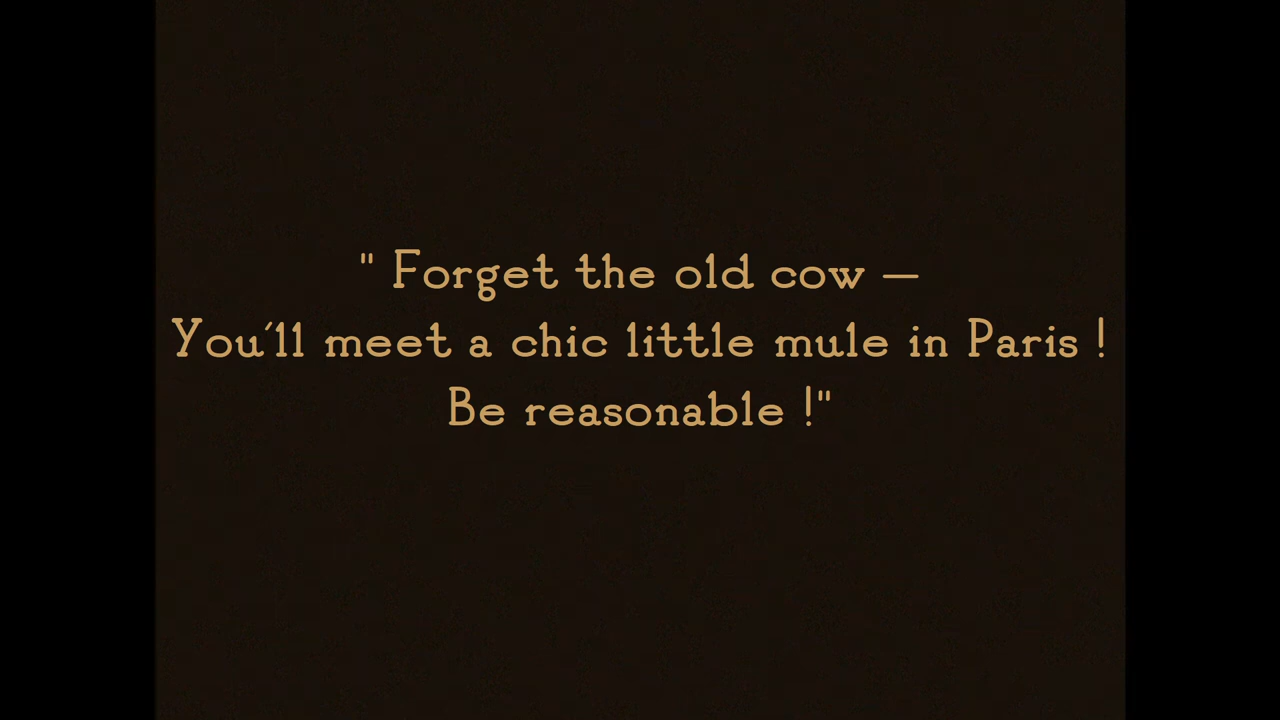 " Forget the old cow —
You'll meet a chic little mule in Paris !
Be reasonable !"